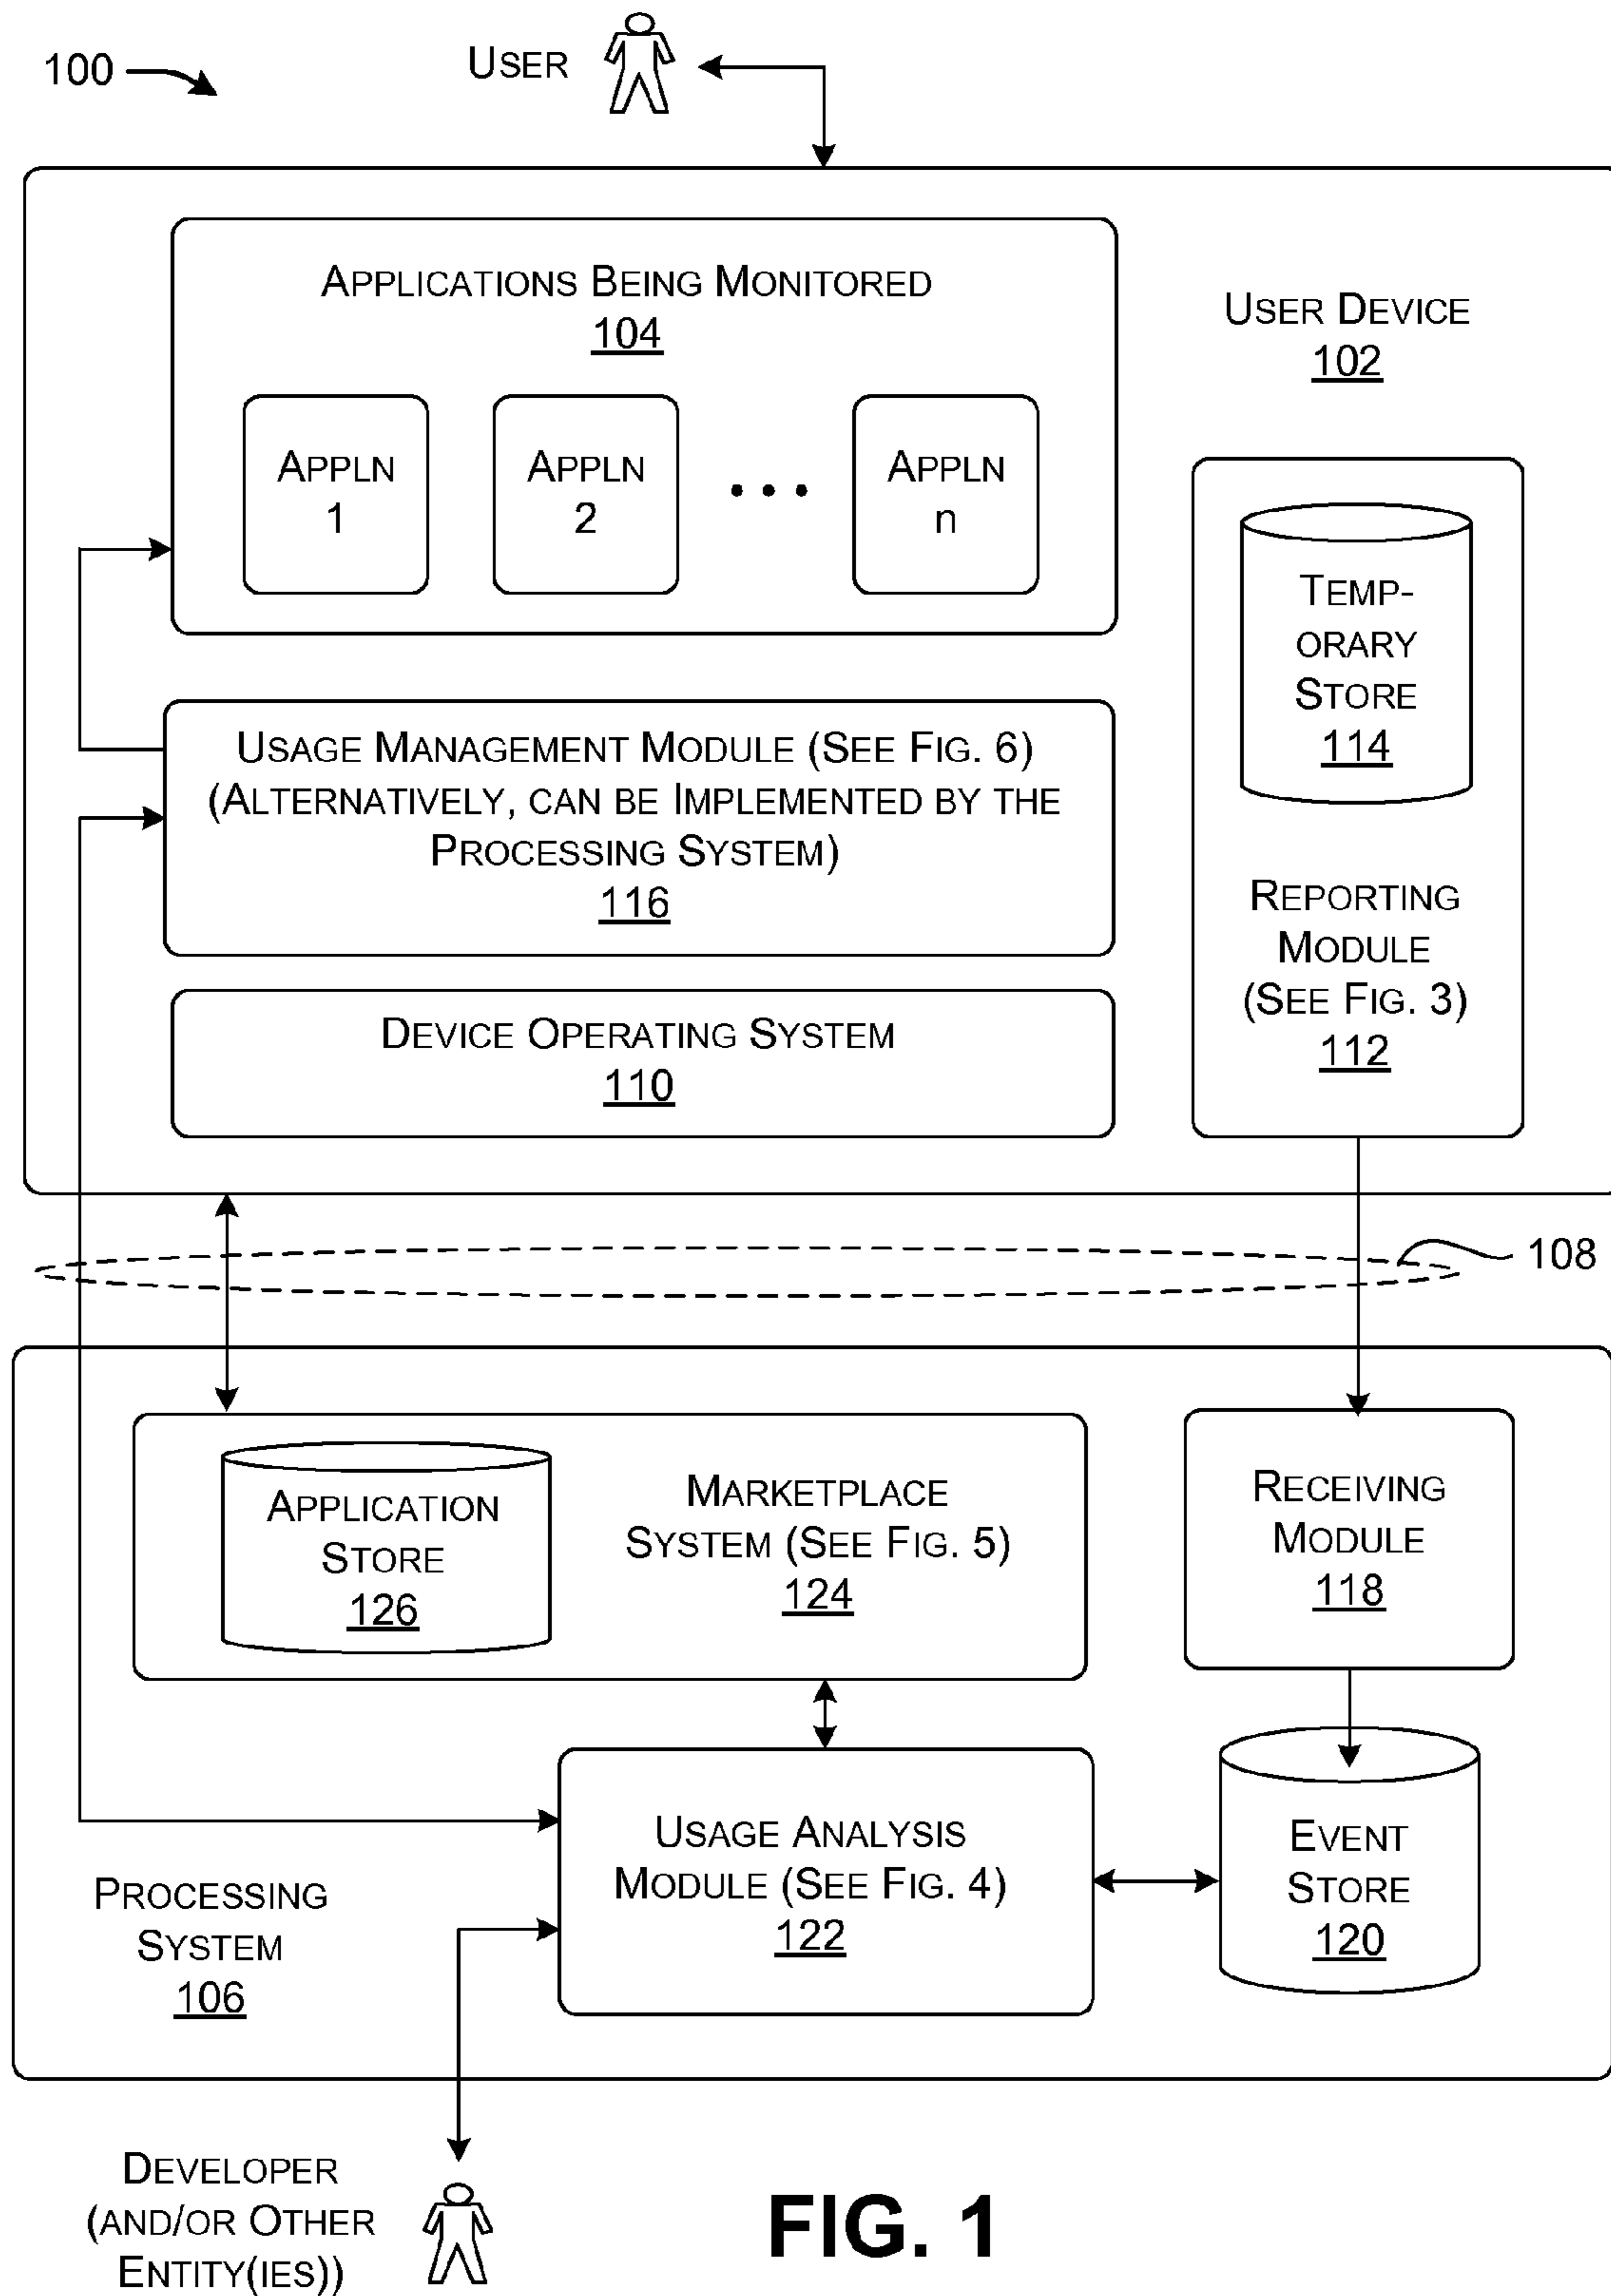 100
USER
APPLICATIONS BEING MONITORED
104
USER DEVICE
102
APPLN
1
APPLN
2
• • •
APPLN
n
TEMP-
ORARY
STORE
114
REPORTING
MODULE
(SEE FIG. 3)
112
USAGE MANAGEMENT MODULE (SEE FIG. 6)
(ALTERNATIVELY, CAN BE IMPLEMENTED BY THE
PROCESSING SYSTEM)
116
DEVICE OPERATING SYSTEM
110
108
APPLICATION
STORE
126
MARKETPLACE
SYSTEM (SEE FIG. 5)
124
RECEIVING
MODULE
118
USAGE ANALYSIS
MODULE (SEE FIG. 4)
122
EVENT
STORE
120
PROCESSING
SYSTEM
106
DEVELOPER
(AND/OR OTHER
ENTITY(IES))
FIG. 1